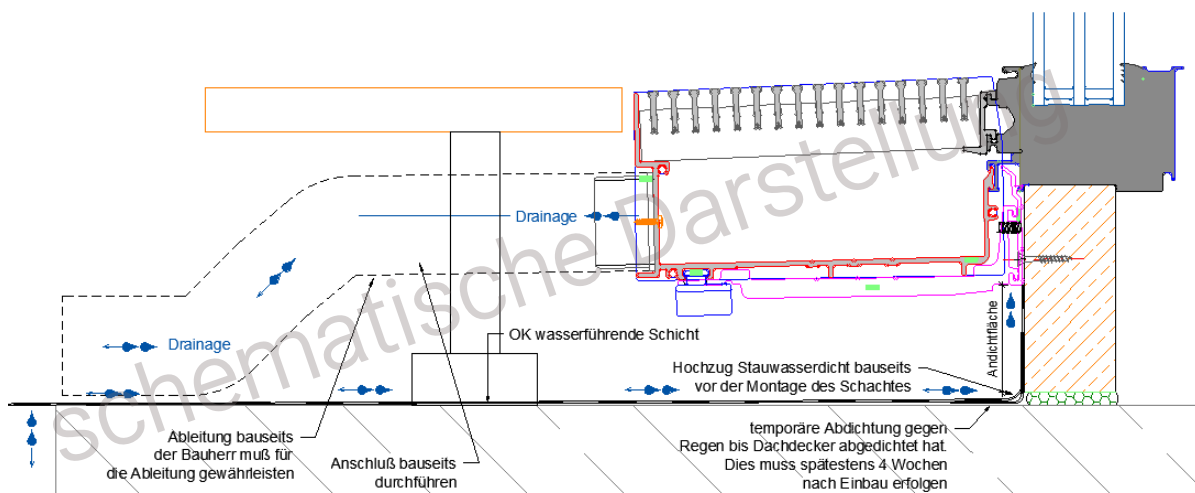 schematische Darstellung
Drainage
Drainage
OK wasserführende Schicht
Andichtfläche
Hochzug Stauwasserdicht bauseits
vor der Montage des Schachtes
Ableitung bauseits
der Bauherr muß für
die Ableitung gewährleisten
Anschluß bauseits
durchführen
temporäre Abdichtung gegen
Regen bis Dachdecker abgedichtet hat.
Dies muss spätestens 4 Wochen
nach Einbau erfolgen